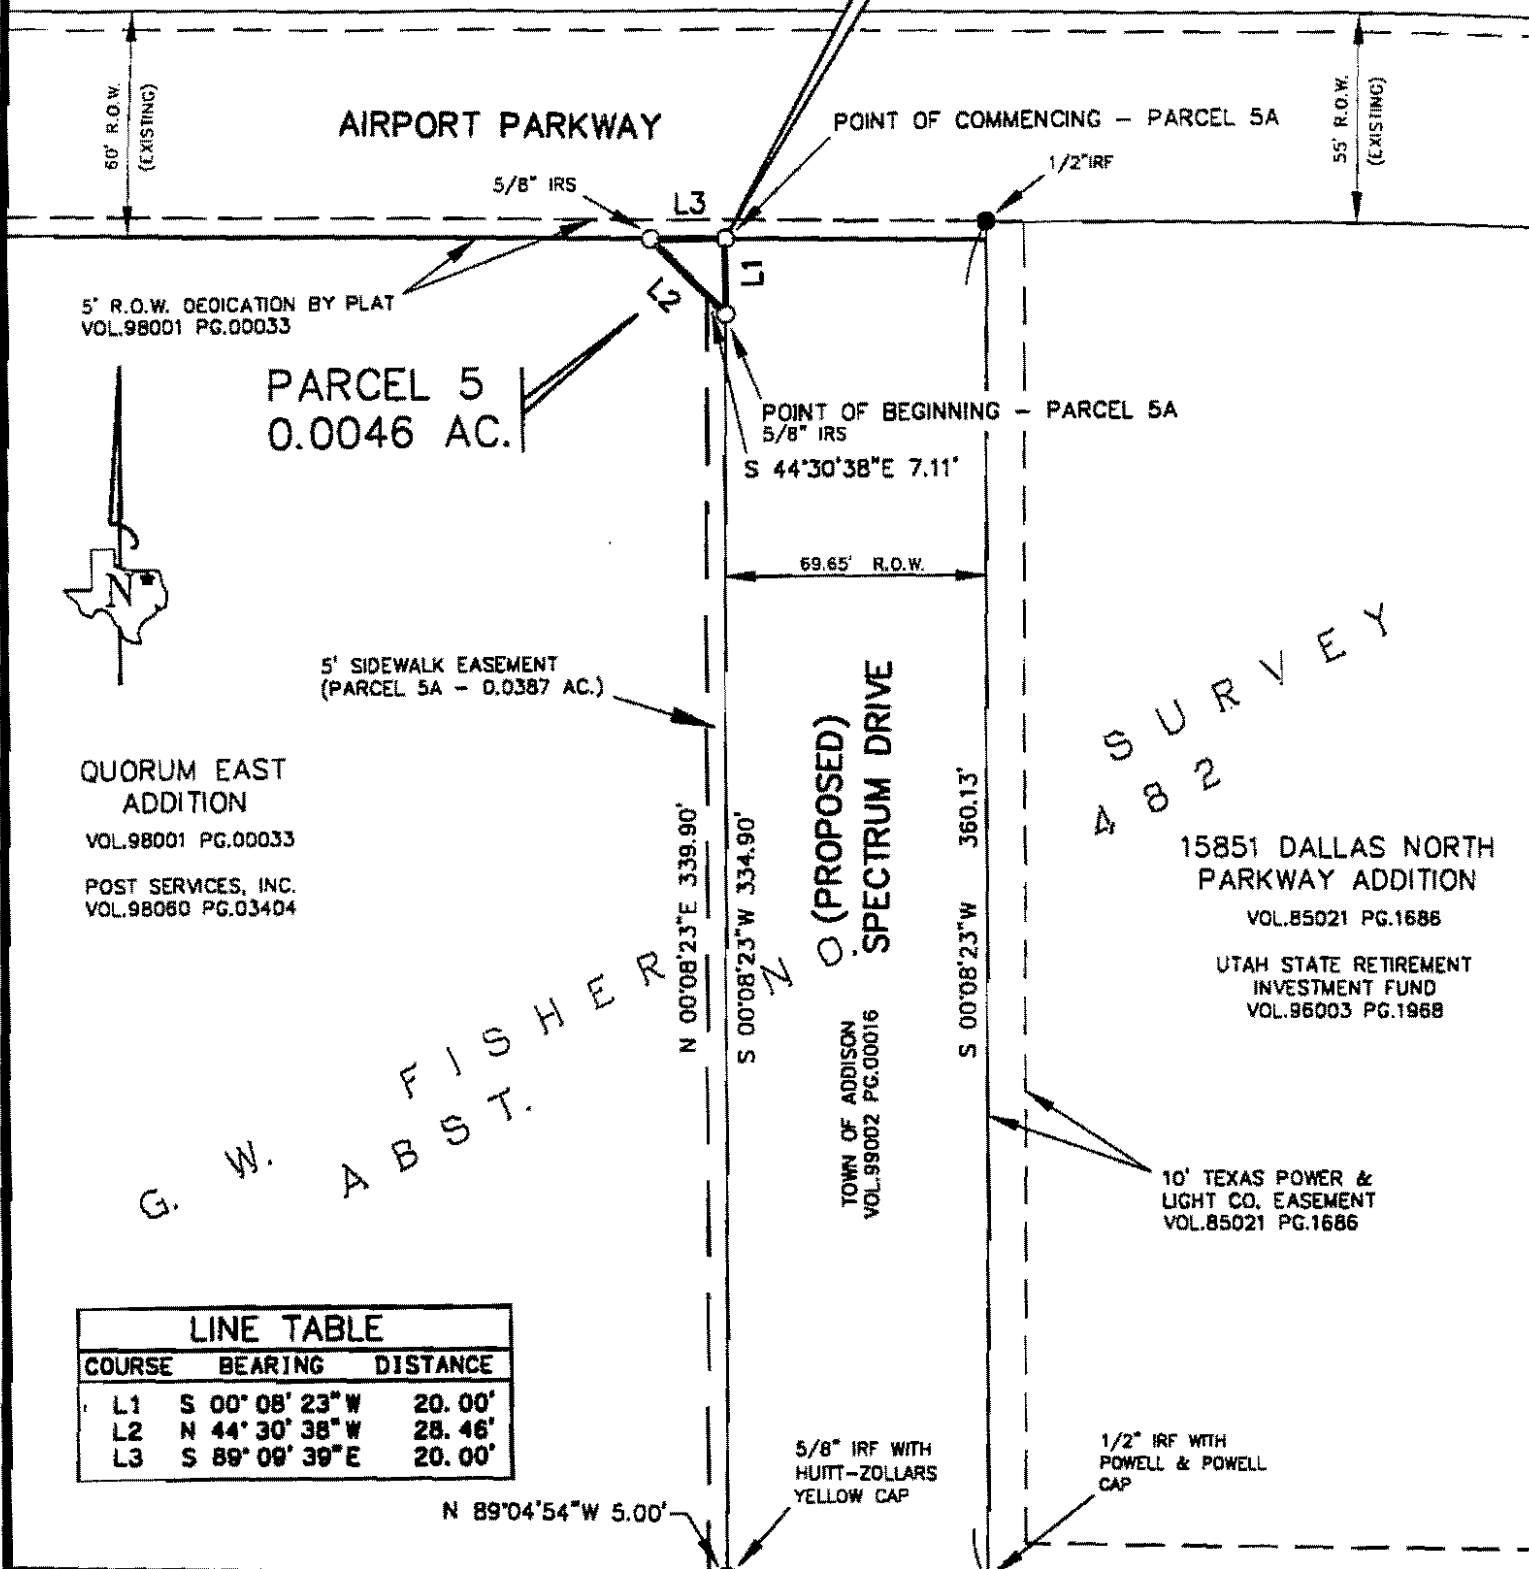 60' R.O.W.
(EXISTING)
AIRPORT PARKWAY
POINT OF COMMENCING – PARCEL 5A
55' R.O.W.
(EXISTING)
1/2"IRF
5/8" IRS
L3
L1
L2
5' R.O.W. DEDICATION BY PLAT
VOL.98001 PG.00033
PARCEL 5
0.0046 AC.
POINT OF BEGINNING – PARCEL 5A
5/8" IRS
S 44°30'38"E 7.11'
N
69.65' R.O.W.
5' SIDEWALK EASEMENT
(PARCEL 5A – 0.0387 AC.)
QUORUM EAST
ADDITION
VOL.98001 PG.00033
POST SERVICES, INC.
VOL.98060 PG.03404
N 00°08'23"E 339.90'
S 00°08'23"W 334.90'
(PROPOSED)
SPECTRUM DRIVE
TOWN OF ADDISON
VOL.99002 PG.00016
S 00°08'23"W 360.13'
G. W. FISHER SURVEY
ABST. NO. 482
15851 DALLAS NORTH
PARKWAY ADDITION
VOL.85021 PG.1686
UTAH STATE RETIREMENT
INVESTMENT FUND
VOL.96003 PG.1968
10' TEXAS POWER &
LIGHT CO. EASEMENT
VOL.85021 PG.1686
LINE TABLE
COURSE BEARING DISTANCE
L1 S 00° 08' 23" W 20.00'
L2 N 44° 30' 38" W 28.46'
L3 S 89° 09' 39" E 20.00'
N 89°04'54"W 5.00'
5/8" IRF WITH
HUITT-ZOLLARS
YELLOW CAP
1/2" IRF WITH
POWELL & POWELL
CAP